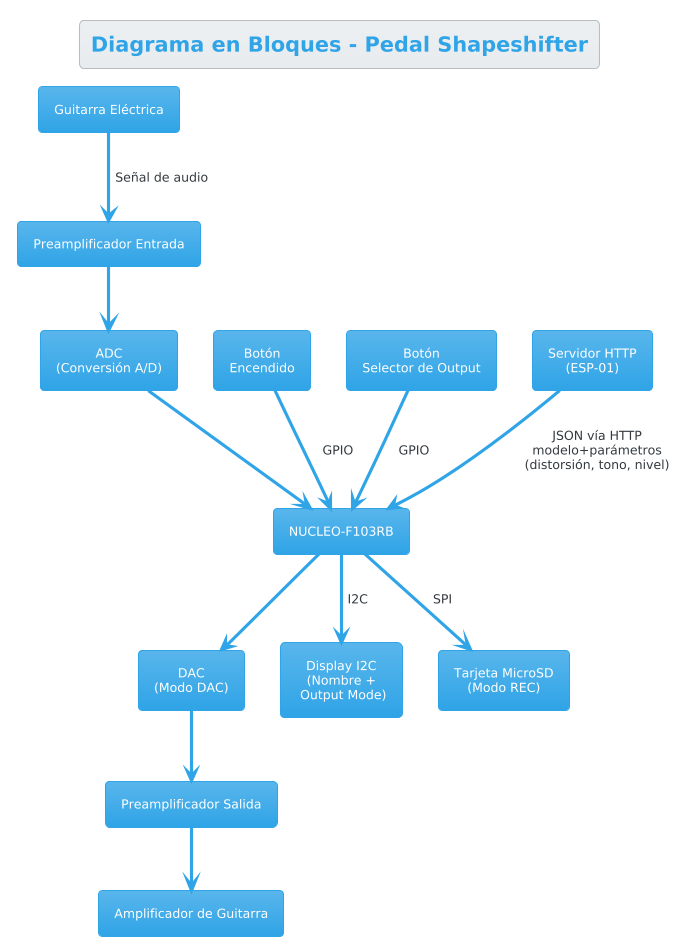 Diagrama en Bloques - Pedal Shapeshifter
Guitarra Eléctrica
Señal de audio
Preamplificador Entrada
ADC
(Conversión A/D)
Botón
Encendido
Botón
Selector de Output
Servidor HTTP
(ESP-01)
GPIO
GPIO
JSON vía HTTP
modelo+parámetros
(distorsión, tono, nivel)
NUCLEO-F103RB
I2C
SPI
DAC
(Modo DAC)
Display I2C
(Nombre +
Output Mode)
Tarjeta MicroSD
(Modo REC)
Preamplificador Salida
Amplificador de Guitarra